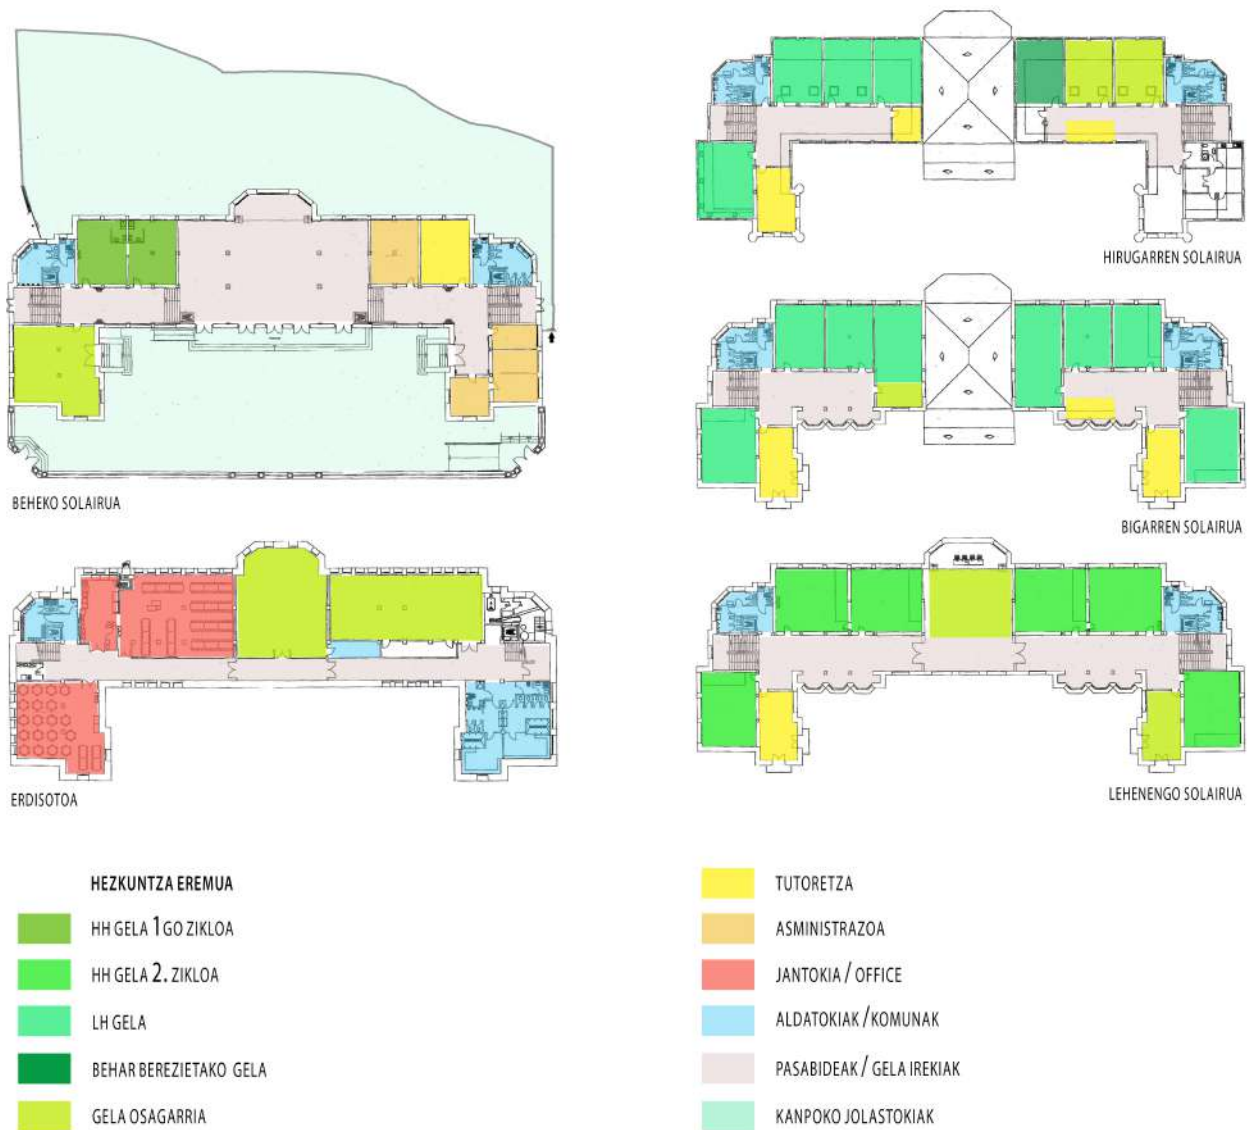 HIRUGARREN SOLAIRUA
BEHEKO SOLAIRUA
BIGARREN SOLAIRUA
ERDISOTOA
LEHENENGO SOLAIRUA
HEZKUNTZA EREMUA
HH GELA 1GO ZIKLOA
HH GELA 2. ZIKLOA
LH GELA
BEHAR BEREZIETAKO GELA
GELA OSAGARRIA
TUTORETZA
ASMINISTRAZOA
JANTOKIA / OFFICE
ALDATOKIAK / KOMUNAK
PASABIDEAK / GELA IREKIAK
KANPOKO JOLASTOKIAK